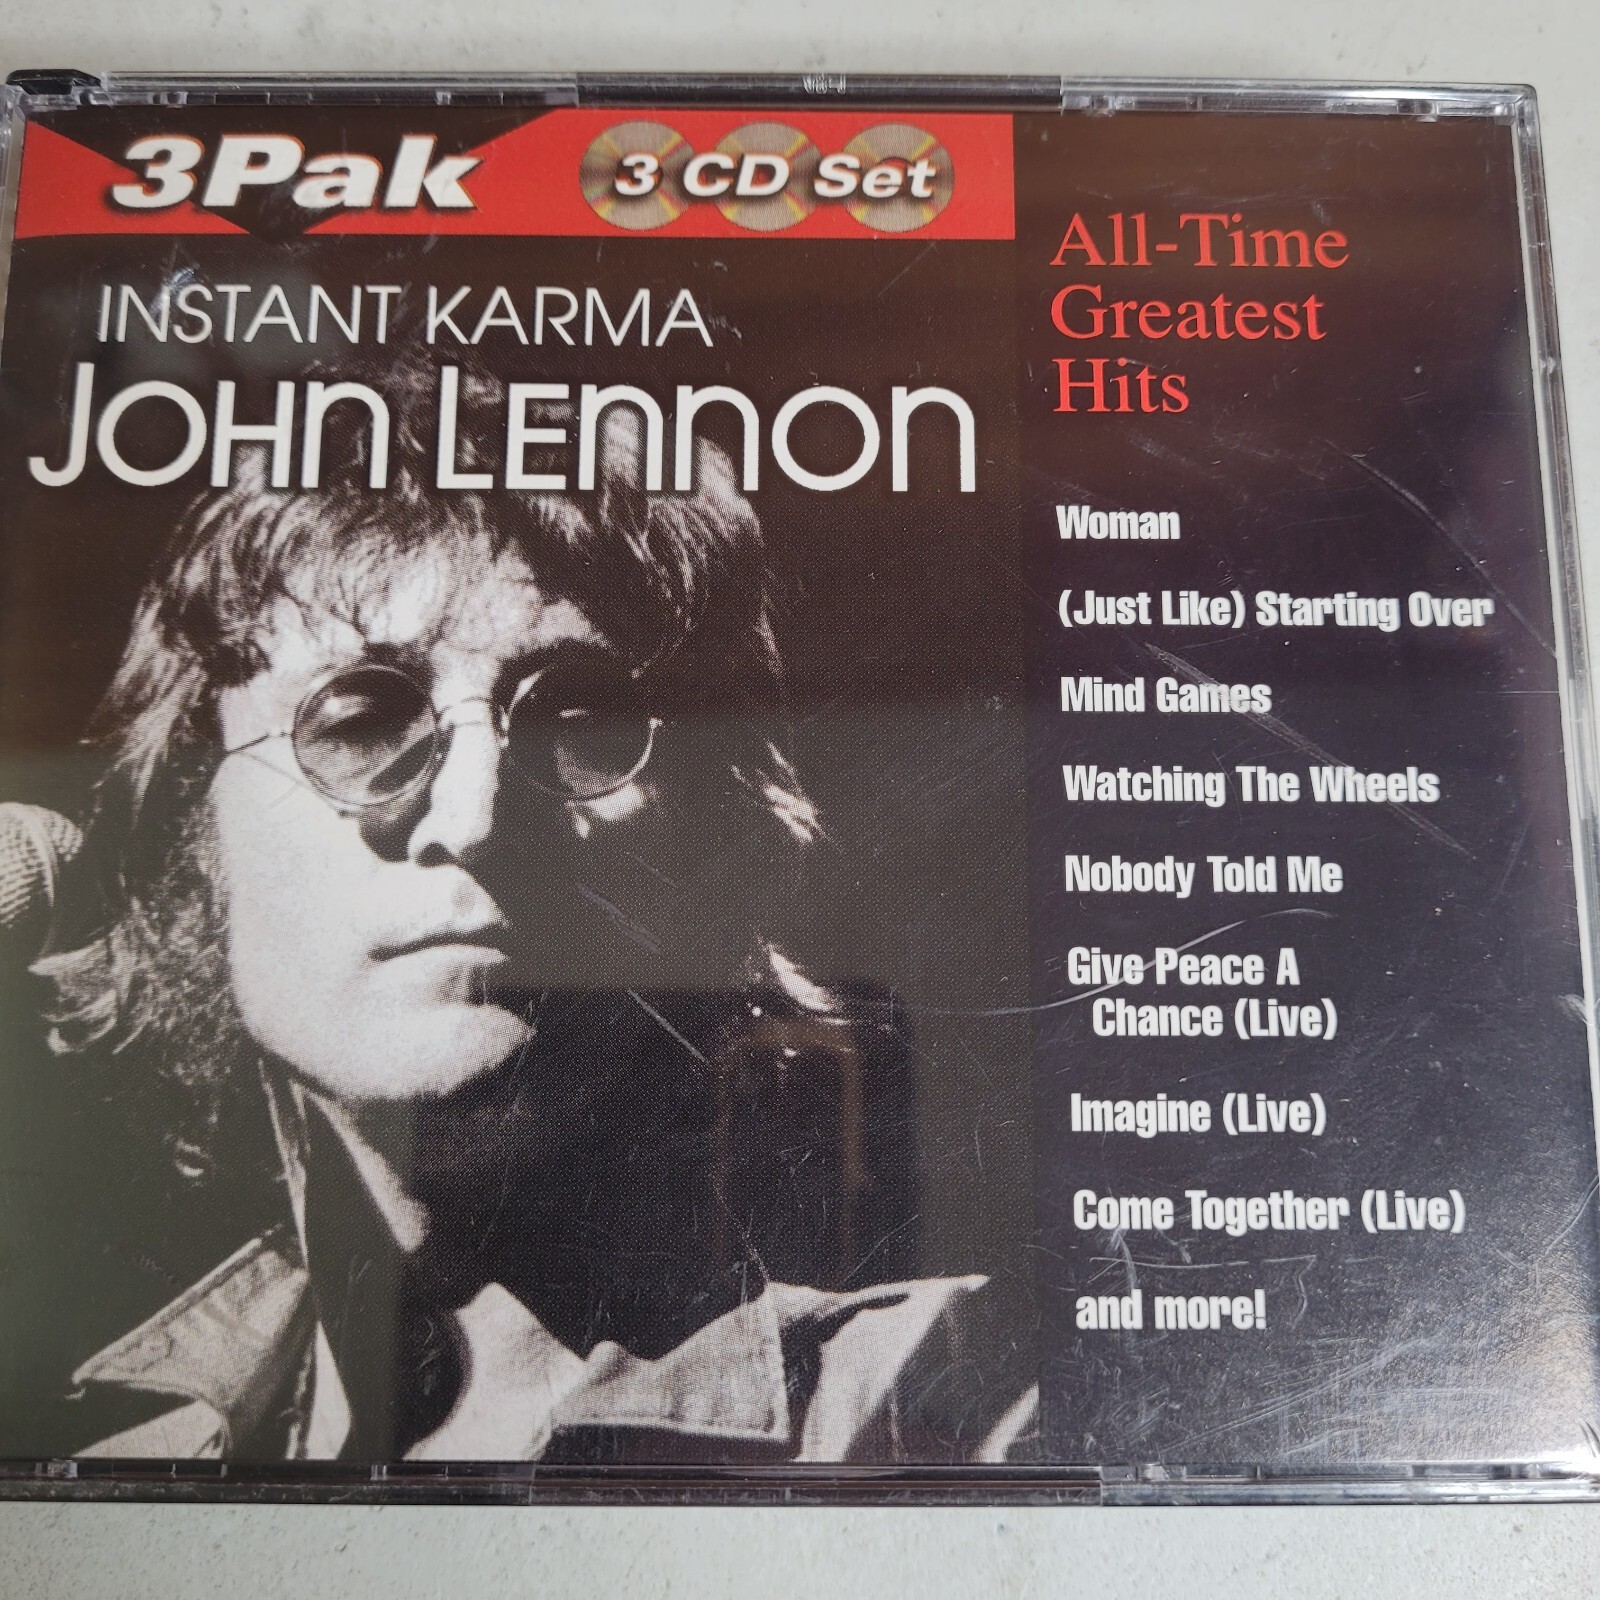 3Pak
3 CD Set
INSTANT KARMA
JOHN LENNON
All-Time
Greatest
Hits
Woman
(Just Like) Starting Over
Mind Games
Watching The Wheels
Nobody Told Me
Give Peace A
Chance (Live)
Imagine (Live)
Come Together (Live)
and more!